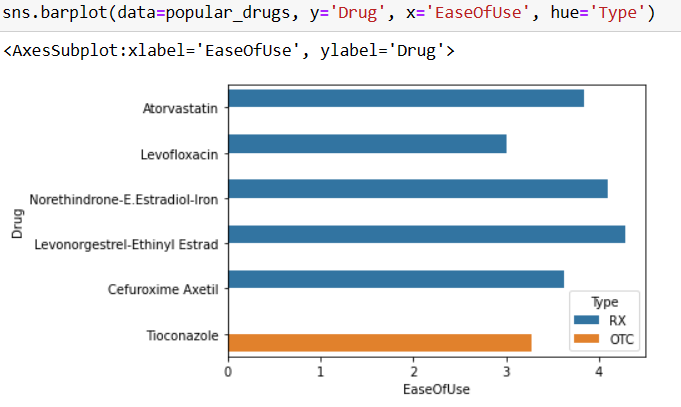 sns.barplot(data=popular_drugs, y='Drug', x='EaseOfUse', hue='Type')
<AxesSubplot:xlabel='EaseOfUse', ylabel='Drug'>
Atorvastatin
Levofloxacin
Norethindrone-E.Estradiol-Iron
Drug
Levonorgestrel-Ethinyl Estrad
Cefuroxime Axetil
Tioconazole
Type
RX
OTC
0 1 2 3 4
EaseOfUse